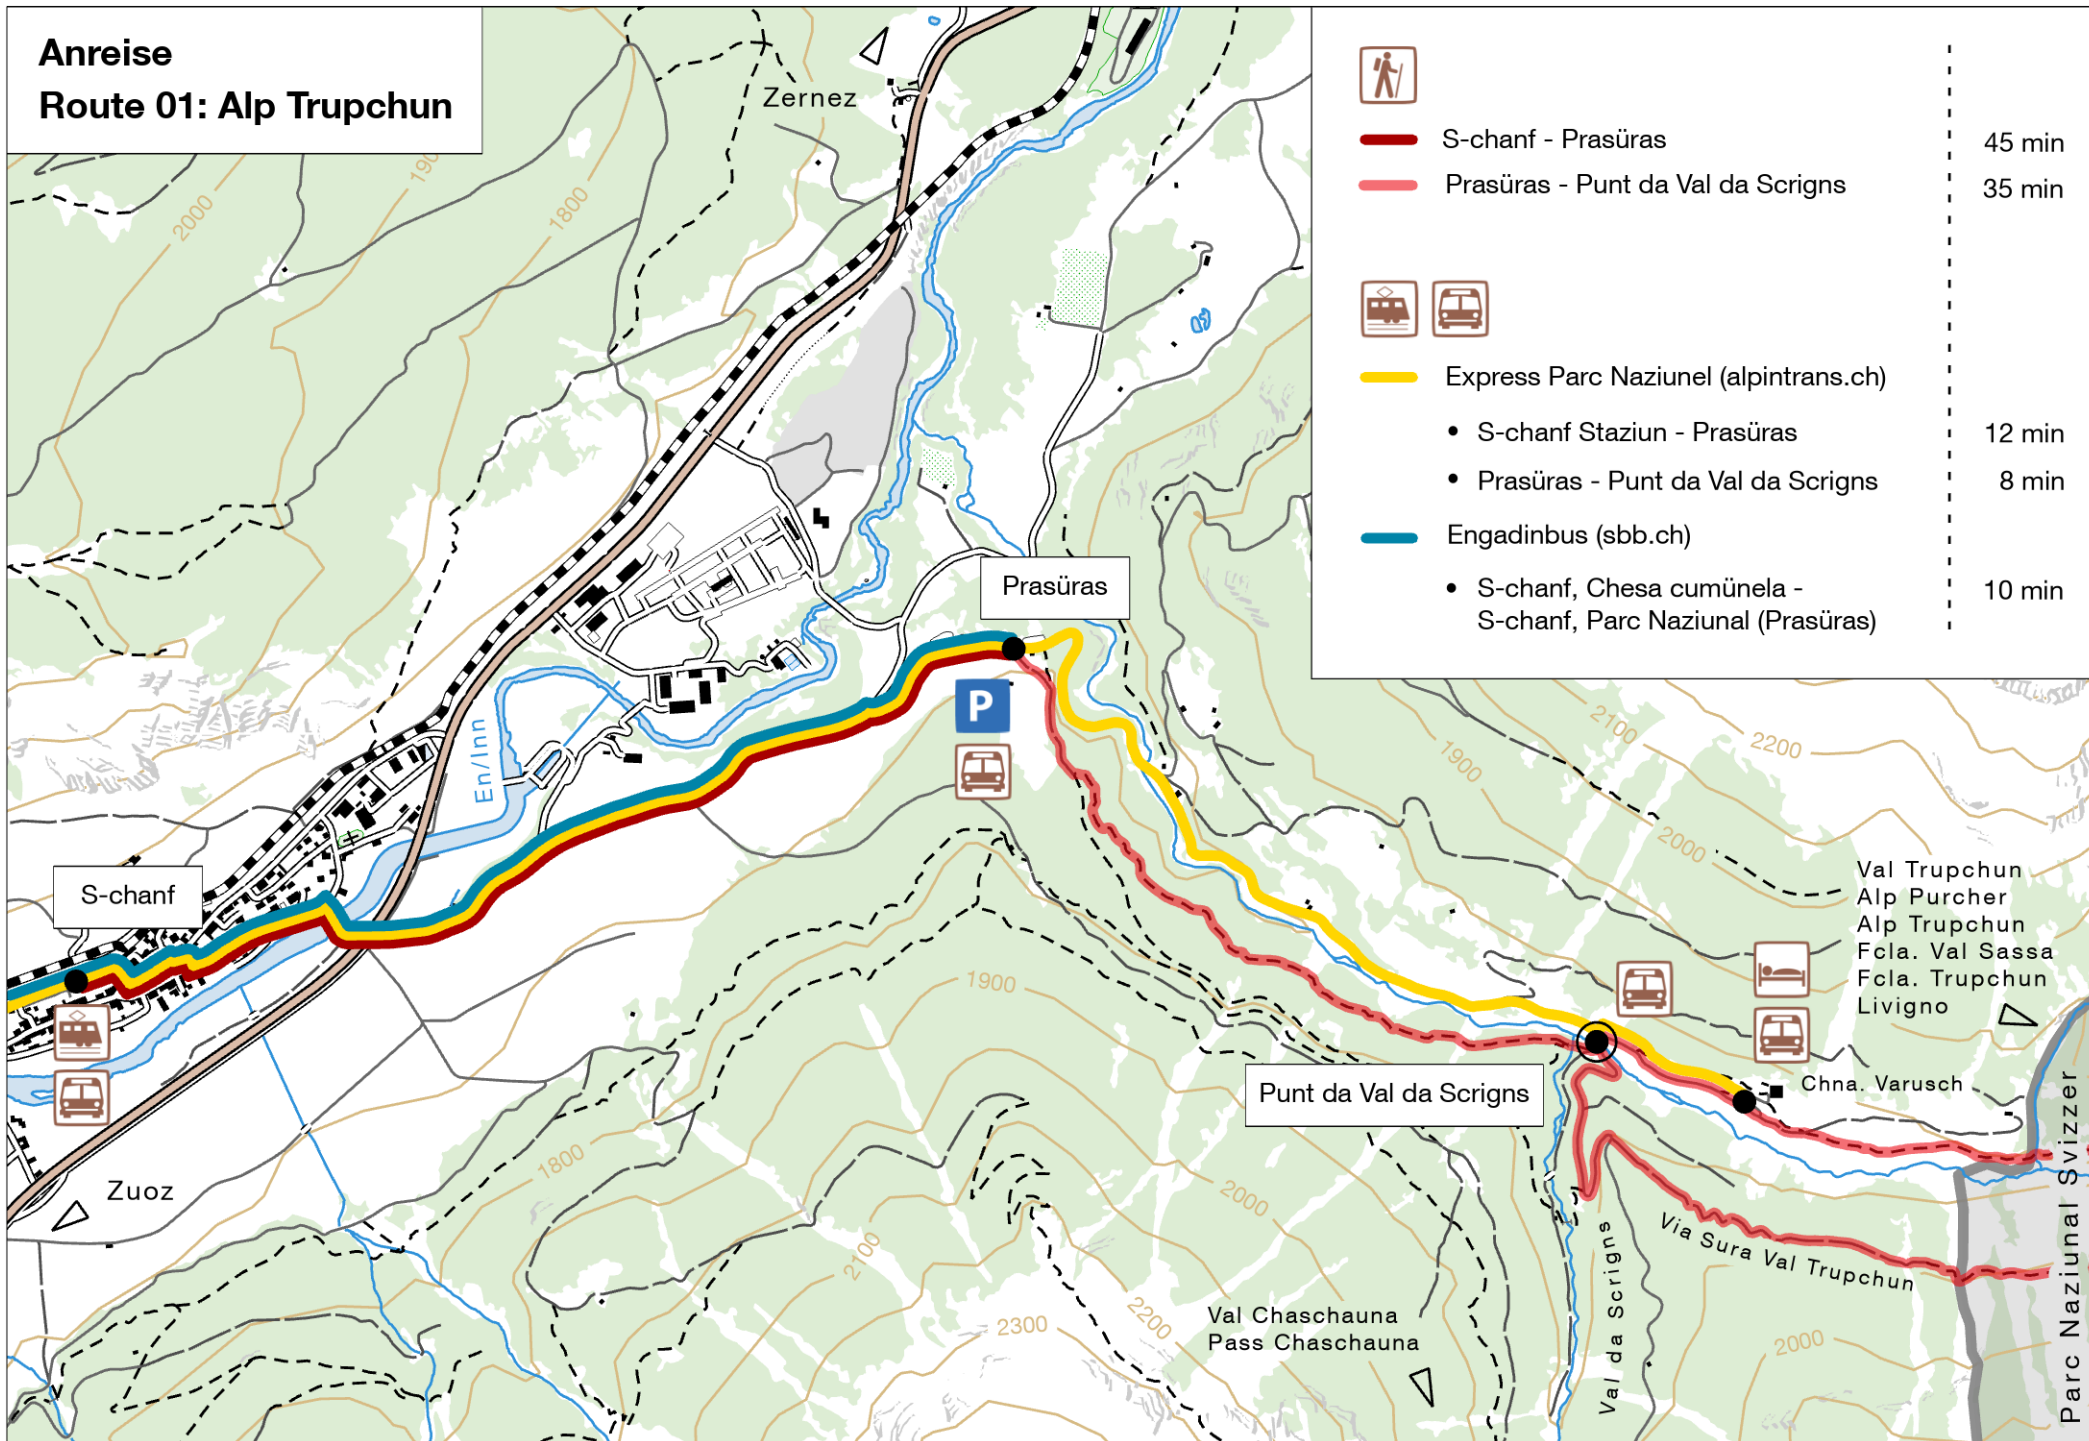 Anreise
Route 01: Alp Trupchun
S-chanf - Prasüras 45 min
Prasüras - Punt da Val da Scrigns 35 min
Express Parc Naziunel (alpintrans.ch)
• S-chanf Staziun - Prasüras 12 min
• Prasüras - Punt da Val da Scrigns 8 min
Engadinbus (sbb.ch)
• S-chanf, Chesa cumünela - 10 min
S-chanf, Parc Naziunal (Prasüras)
Zernez
190
2000
1800
Prasüras
P
En/Inn
S-chanf
2100
2200
1900
2000
Val Trupchun
Alp Purcher
Alp Trupchun
Fcla. Val Sassa
Fcla. Trupchun
Livigno
1900
Punt da Val da Scrigns
Chna. Varusch
Zuoz
1800
2000
2100
2200
2300
Val Chaschauna
Pass Chaschauna
Val da Scrigns
Via Sura Val Trupchun
2000
Parc Naziunal Svizzer